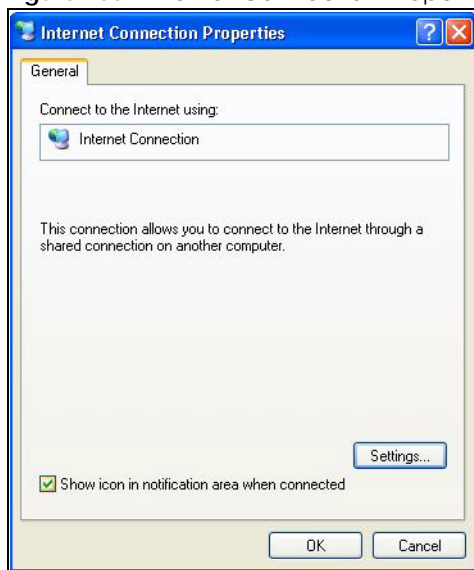 Internet Connection Properties
General
Connect to the Internet using:
Internet Connection
This connection allows you to connect to the Internet through a
shared connection on another computer.
Settings...
Show icon in notification area when connected
OK
Cancel